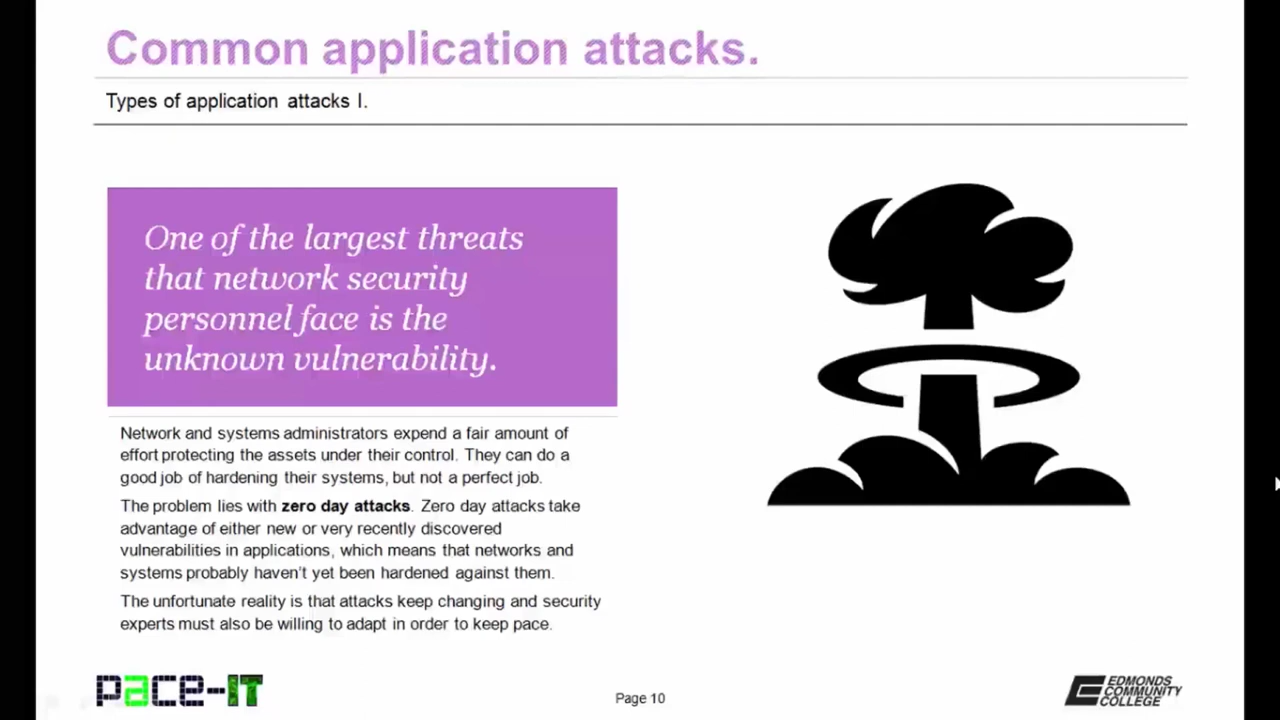 Common application attacks.
Types of application attacks I.
One of the largest threats
that network security
personnel face is the
unknown vulnerability.
Network and systems administrators expend a fair amount of
effort protecting the assets under their control. They can do a
good job of hardening their systems, but not a perfect job.
The problem lies with zero day attacks. Zero day attacks take
advantage of either new or very recently discovered
vulnerabilities in applications, which means that networks and
systems probably haven't yet been hardened against them.
The unfortunate reality is that attacks keep changing and security
experts must also be willing to adapt in order to keep pace.
pace-IT
Page 10
EDMONDS
COMMUNITY
COLLEGE